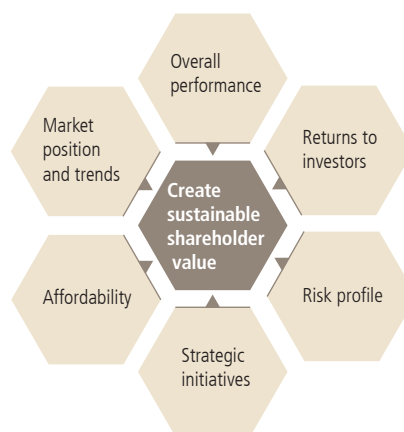 Overall
performance
Market
position
and trends
Returns to
investors
Create
sustainable
shareholder
value
Affordability
Risk profile
Strategic
initiatives